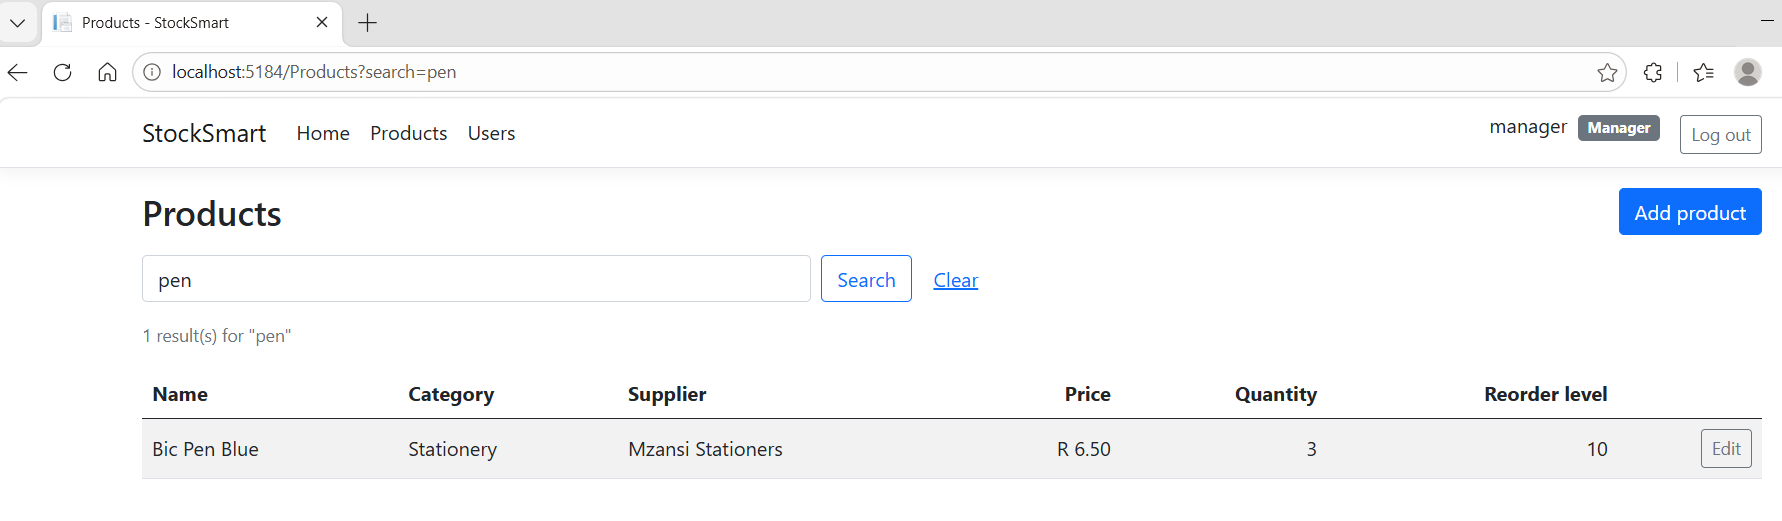 Products - StockSmart
localhost:5184/Products?search=pen
StockSmart Home Products Users manager Manager Log out
Products Add product
pen Search Clear
1 result(s) for "pen"
Name Category Supplier Price Quantity Reorder level
Bic Pen Blue Stationery Mzansi Stationers R 6.50 3 10 Edit